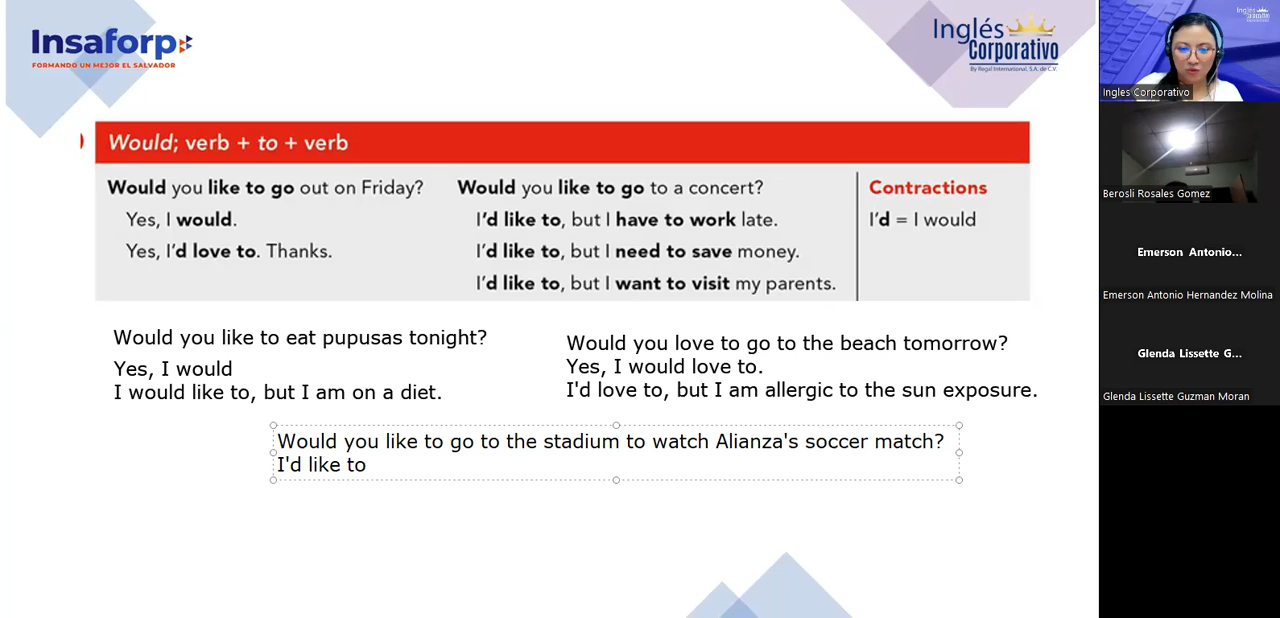 Insaforp
FORMANDO UN MEJOR EL SALVADOR
Inglés
Corporativo
By Regal International, S.A. de C.V.
Would; verb + to + verb
Would you like to go out on Friday?
Yes, I would.
Yes, I'd love to. Thanks.
Would you like to go to a concert?
I'd like to, but I have to work late.
I'd like to, but I need to save money.
I'd like to, but I want to visit my parents.
Contractions
I'd = I would
Would you like to eat pupusas tonight?
Yes, I would
I would like to, but I am on a diet.
Would you love to go to the beach tomorrow?
Yes, I would love to.
I'd love to, but I am allergic to the sun exposure.
Would you like to go to the stadium to watch Alianza's soccer match?
I'd like to
Inglés
Corporativo
Ingles Corporativo
Berosli Rosales Gomez
Emerson Antonio...
Emerson Antonio Hernandez Molina
Glenda Lissette G...
Glenda Lissette Guzman Moran